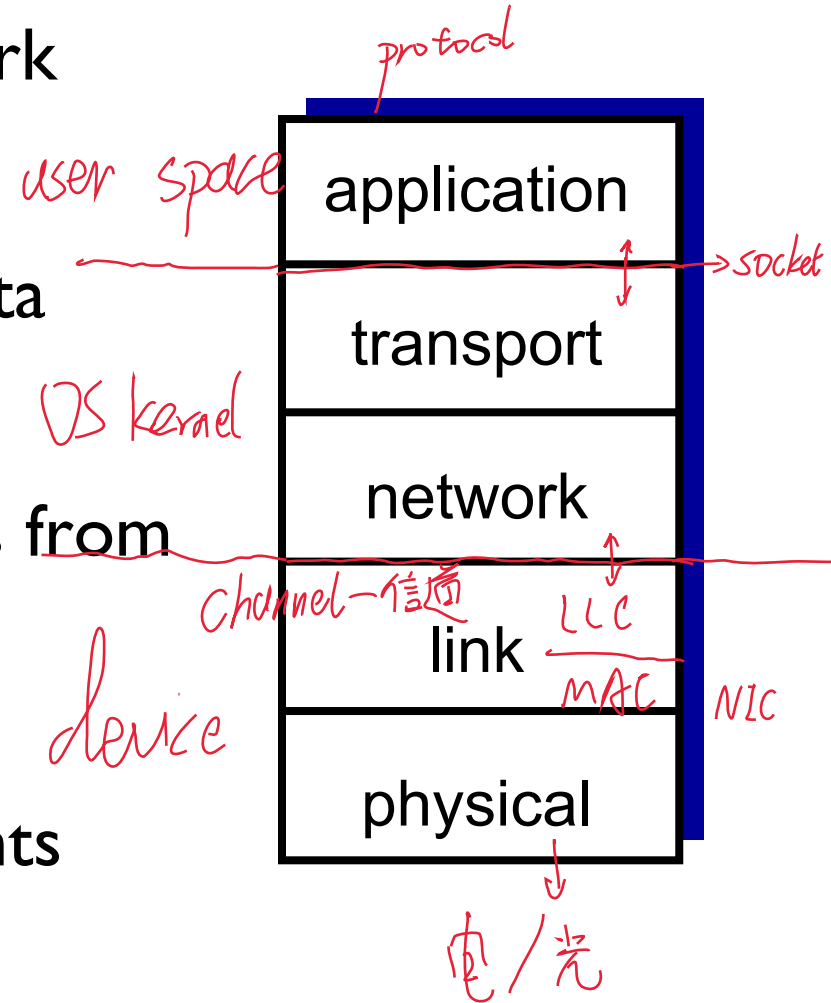 rk
protocol
user space
application
socket
ta
transport
OS kernel
network
s from
channel-信道
link
LLC
MAC
NIC
device
physical
nts
电/光